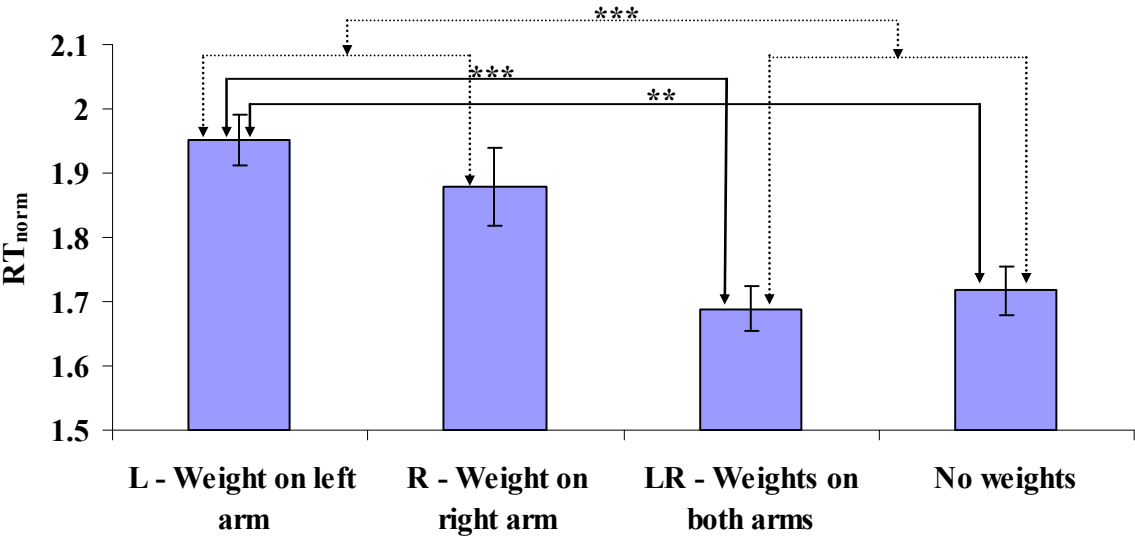 ***
2.1
***
2
**
1.9
1.8
RTnorm
1.7
1.6
1.5
L - Weight on left
arm
R - Weight on
right arm
LR - Weights on
both arms
No weights